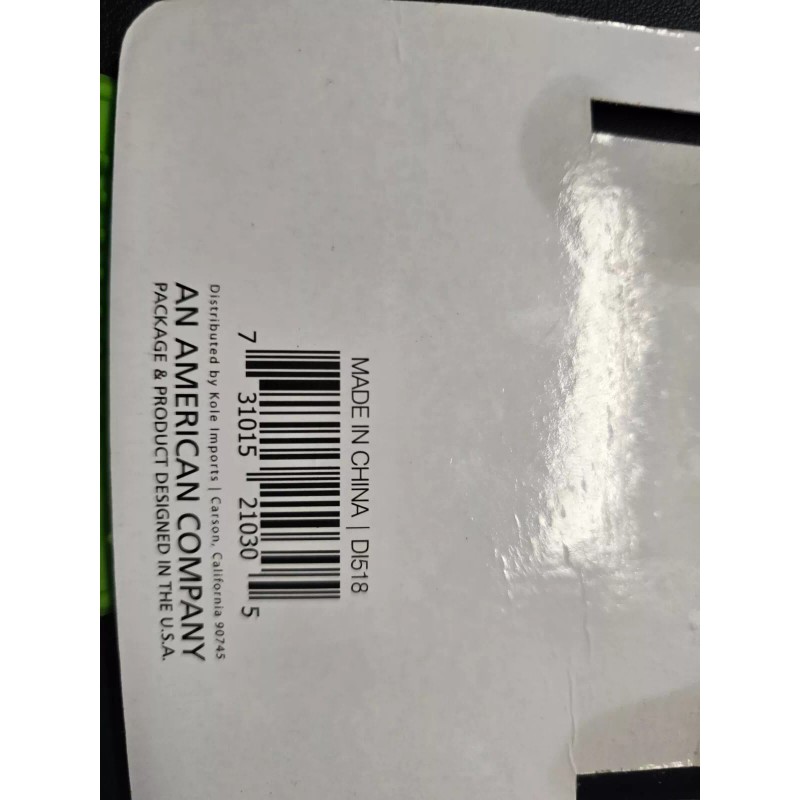 MADE IN CHINA | DI518
7 31015 21030 5
Distributed by Kole Imports | Carson, California 90745
AN AMERICAN COMPANY
PACKAGE & PRODUCT DESIGNED IN THE U.S.A.